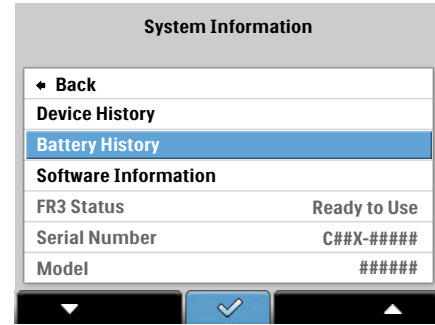 System Information
Back
Device History
Battery History
Software Information
FR3 Status Ready to Use
Serial Number C##X-#####
Model ######